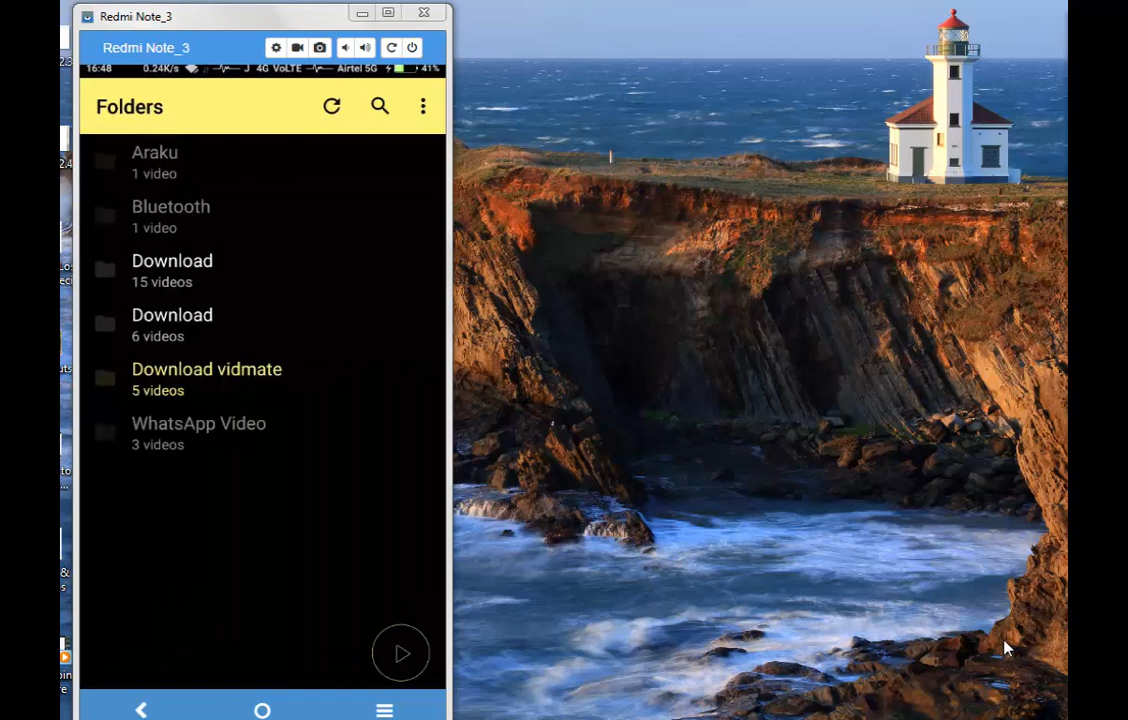 Redmi Note_3
Redmi Note_3
16:48 0.24K/s J 4G VoLTE Airtel 5G 41%
Folders
Araku
1 video
Bluetooth
1 video
Download
15 videos
Download
6 videos
Download vidmate
5 videos
WhatsApp Video
3 videos